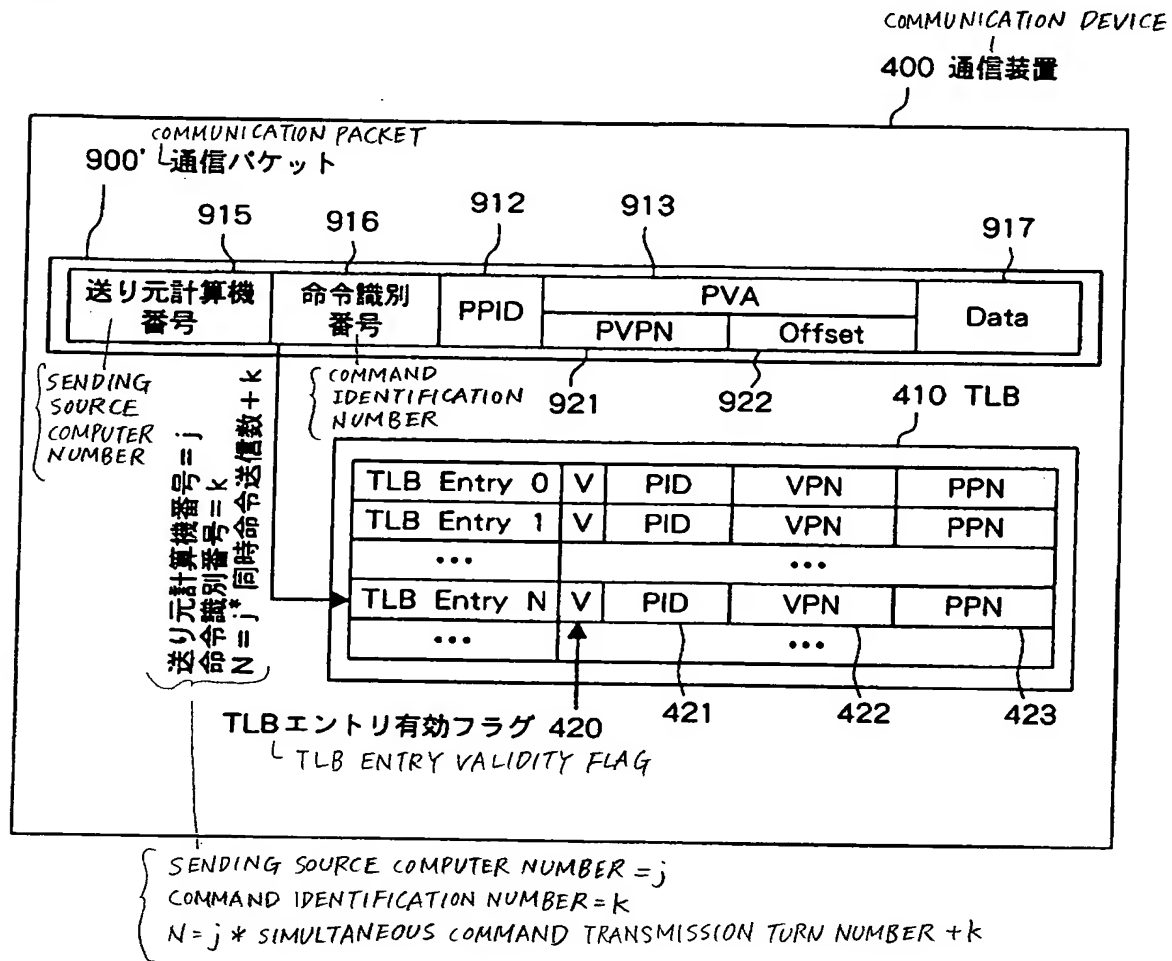 COMMUNICATION DEVICE
400 通信装置
COMMUNICATION PACKET
900' 通信パケット
915
916
912
913
917
送り元計算機
番号
命令識別
番号
PPID
PVA
PVPN
Offset
Data
SENDING
SOURCE
COMPUTER
NUMBER
COMMAND
IDENTIFICATION
NUMBER
921
922
410 TLB
送り元計算機番号=j
命令識別番号=k
N=j*同時命令送信数+k
TLB Entry 0 V PID VPN PPN
TLB Entry 1 V PID VPN PPN
••• •••
TLB Entry N V PID VPN PPN
••• •••
TLBエントリ有効フラグ 420
421
422
423
TLB ENTRY VALIDITY FLAG
SENDING SOURCE COMPUTER NUMBER = j
COMMAND IDENTIFICATION NUMBER = k
N = j * SIMULTANEOUS COMMAND TRANSMISSION TURN NUMBER + k